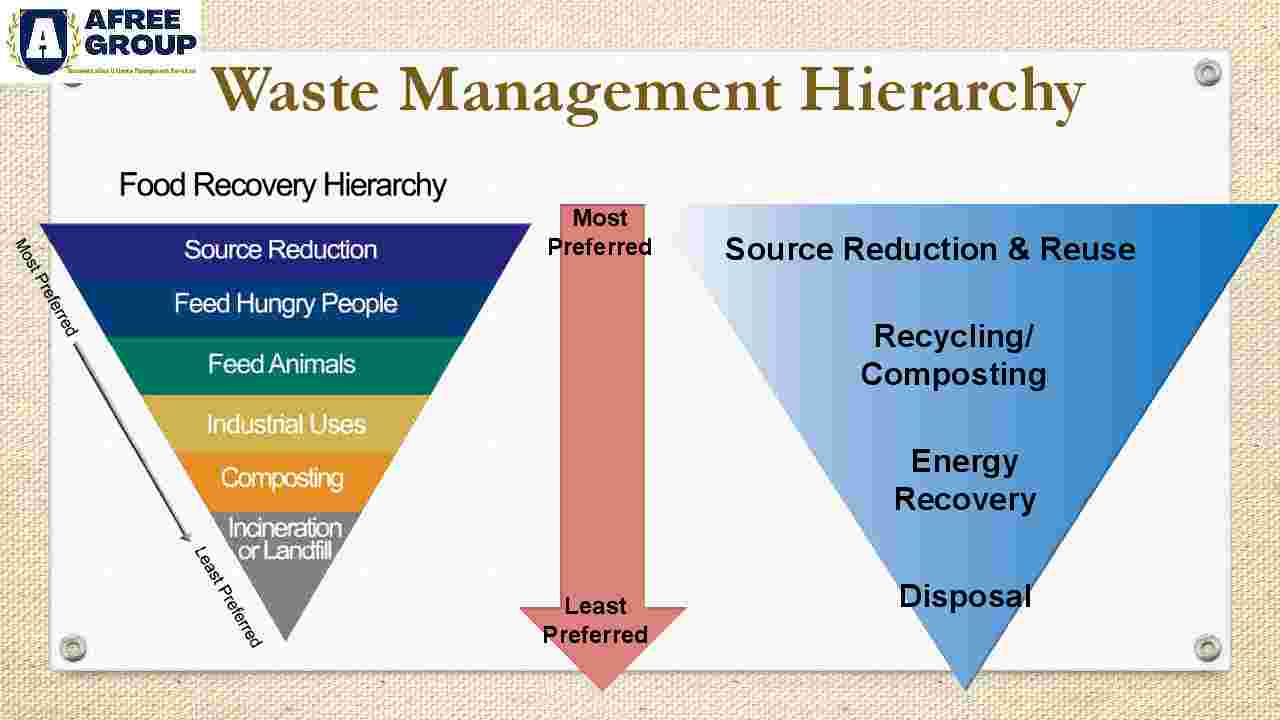 AFREE
GROUP
Waste Management Hierarchy
Food Recovery Hierarchy
Most Preferred
Source Reduction
Feed Hungry People
Feed Animals
Industrial Uses
Composting
Incineration
or Landfill
Least Preferred
Most
Preferred
Least
Preferred
Source Reduction & Reuse
Recycling/
Composting
Energy
Recovery
Disposal